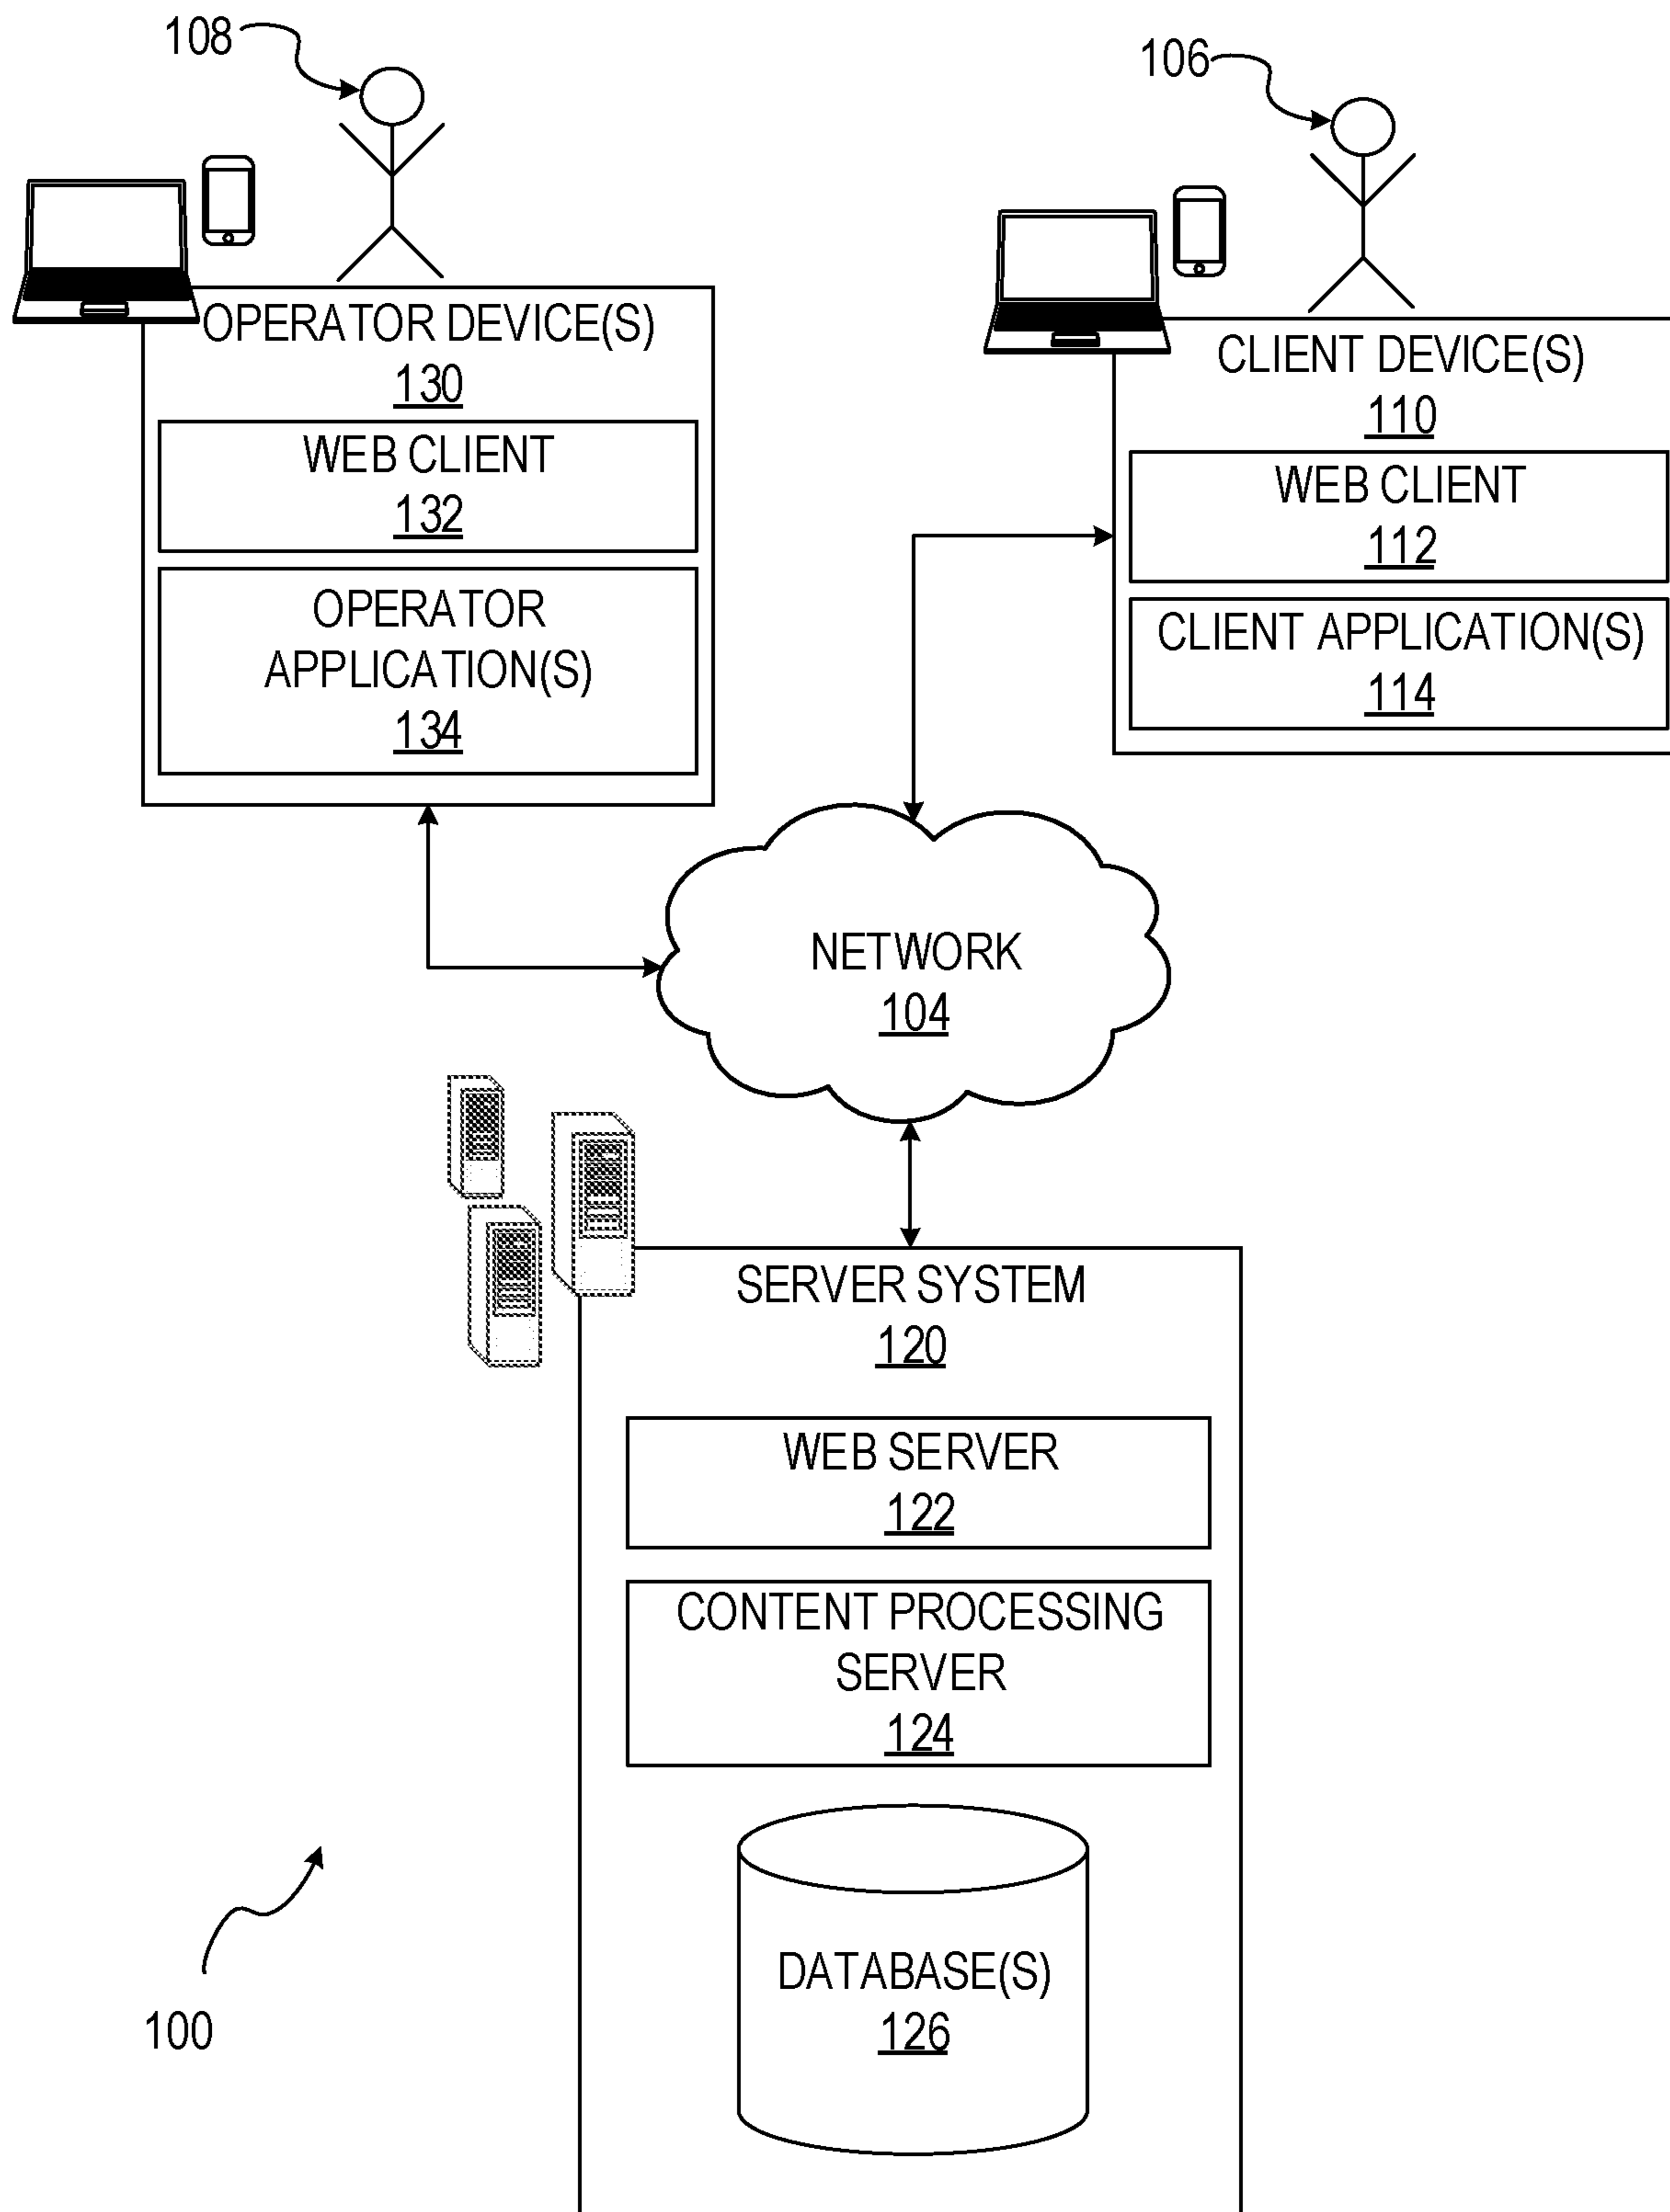 108
106
OPERATOR DEVICE(S)
130
WEB CLIENT
132
OPERATOR
APPLICATION(S)
134
CLIENT DEVICE(S)
110
WEB CLIENT
112
CLIENT APPLICATION(S)
114
NETWORK
104
SERVER SYSTEM
120
WEB SERVER
122
CONTENT PROCESSING
SERVER
124
DATABASE(S)
126
100